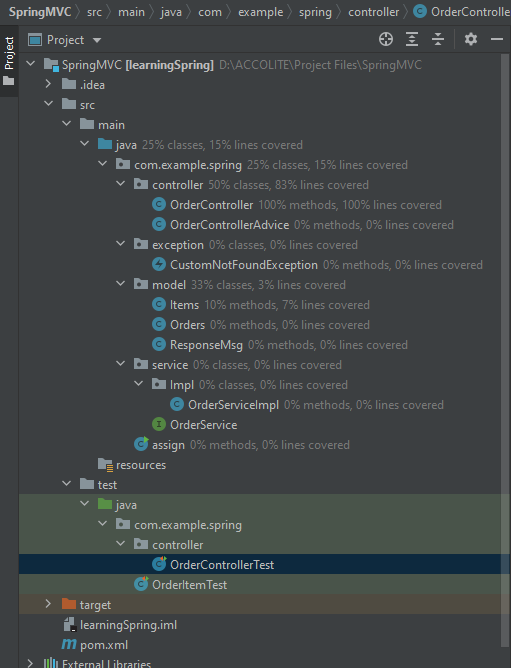 SpringMVC src main java com example spring controller OrderControlle
Project
Project
SpringMVC [learningSpring] D:\ACCOLITE\Project Files\SpringMVC
.idea
src
main
java 25% classes, 15% lines covered
com.example.spring 25% classes, 15% lines covered
controller 50% classes, 83% lines covered
OrderController 100% methods, 100% lines covered
OrderControllerAdvice 0% methods, 0% lines covered
exception 0% classes, 0% lines covered
CustomNotFoundException 0% methods, 0% lines covered
model 33% classes, 3% lines covered
Items 10% methods, 7% lines covered
Orders 0% methods, 0% lines covered
ResponseMsg 0% methods, 0% lines covered
service 0% classes, 0% lines covered
Impl 0% classes, 0% lines covered
OrderServiceImpl 0% methods, 0% lines covered
OrderService
assign 0% methods, 0% lines covered
resources
test
java
com.example.spring
controller
OrderControllerTest
OrderItemTest
target
learningSpring.iml
pom.xml
External Libraries